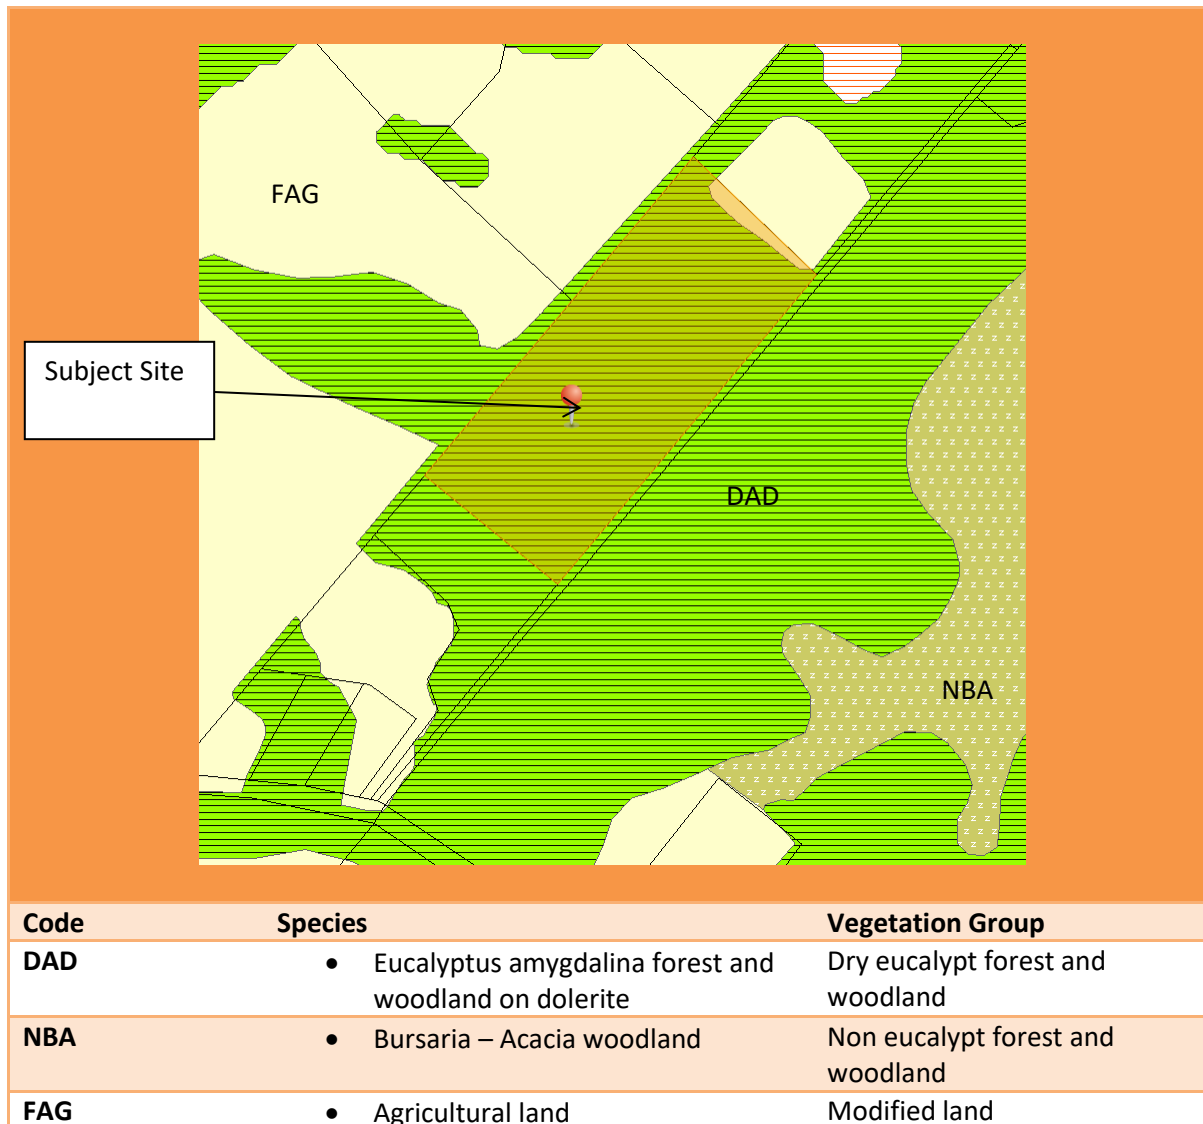 FAG
Subject Site
DAD
NBA
Code Species Vegetation Group
DAD • Eucalyptus amygdalina forest and Dry eucalypt forest and
woodland on dolerite woodland
NBA • Bursaria – Acacia woodland Non eucalypt forest and
woodland
FAG • Agricultural land Modified land